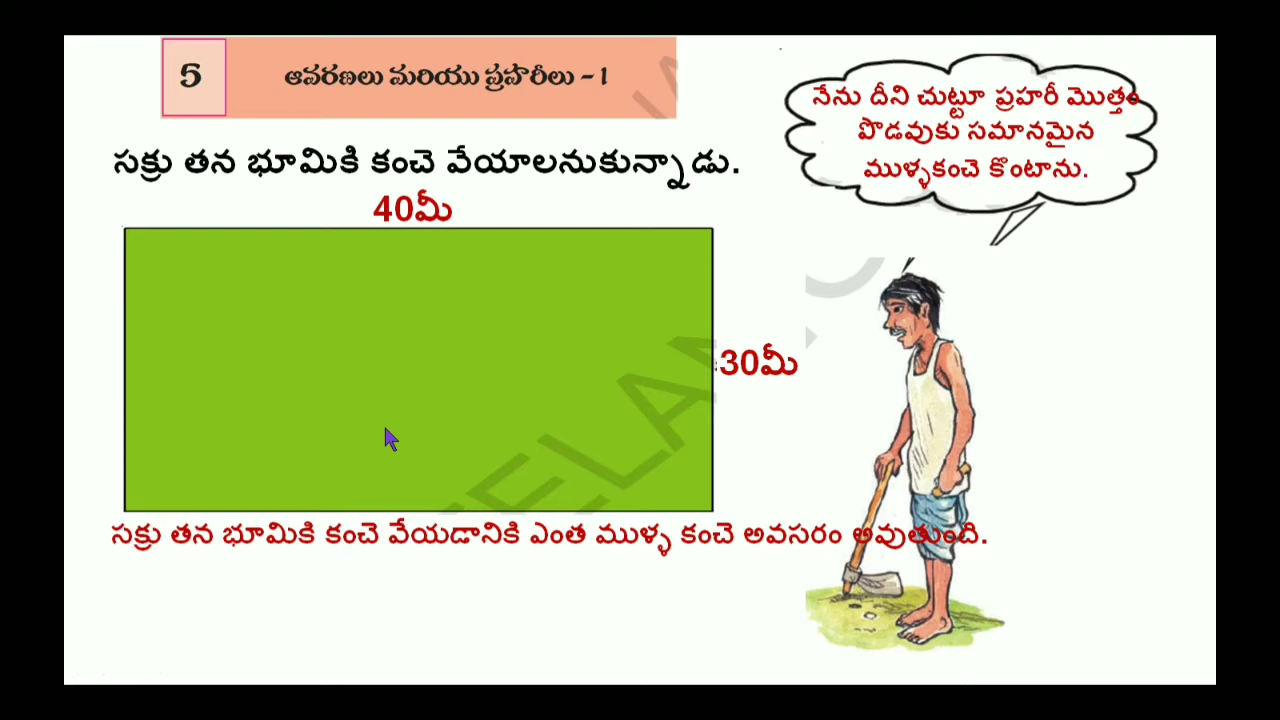 5
ఆవరణలు మరియు ప్రహరీలు - 1
నేను దీని చుట్టూ ప్రహరీ మొత్తం
పొడవుకు సమానమైన
ముళ్ళకంచె కొంటాను.
సక్రు తన భూమికి కంచె వేయాలనుకున్నాడు.
40మీ
30మీ
సక్రు తన భూమికి కంచె వేయడానికి ఎంత ముళ్ళ కంచె అవసరం అవుతుంది.